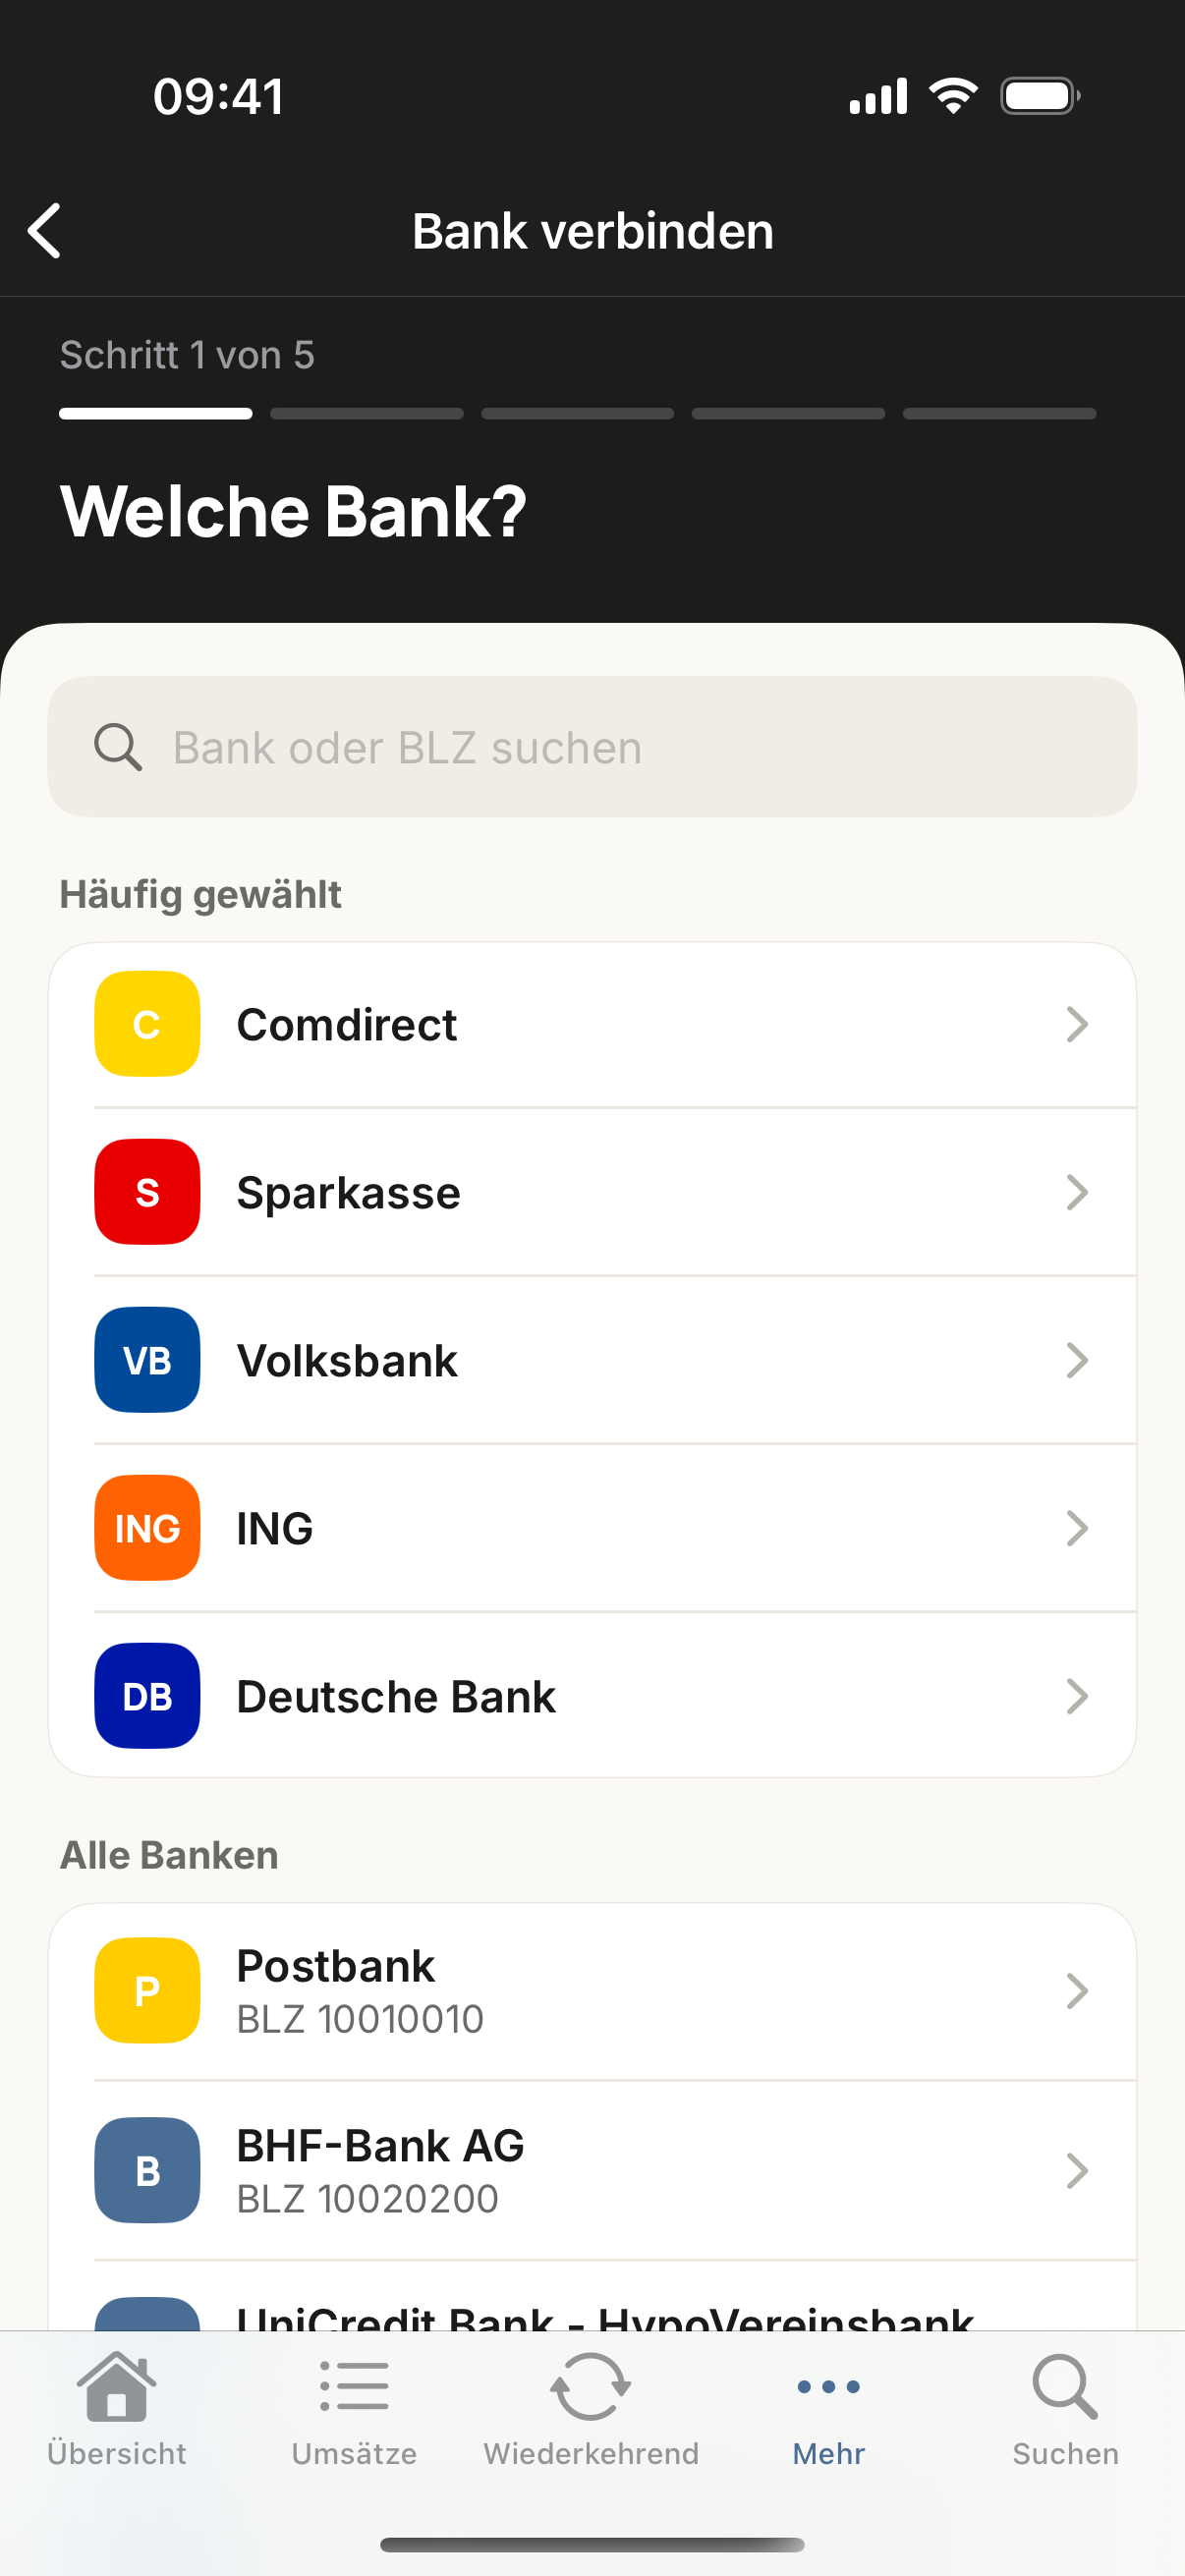 09:41
Bank verbinden
Schritt 1 von 5
Welche Bank?
Bank oder BLZ suchen
Häufig gewählt
C Comdirect
S Sparkasse
VB Volksbank
ING ING
DB Deutsche Bank
Alle Banken
P Postbank
BLZ 10010010
B BHF-Bank AG
BLZ 10020200
UniCredit Bank - HypoVereinsbank
Übersicht Umsätze Wiederkehrend Mehr Suchen